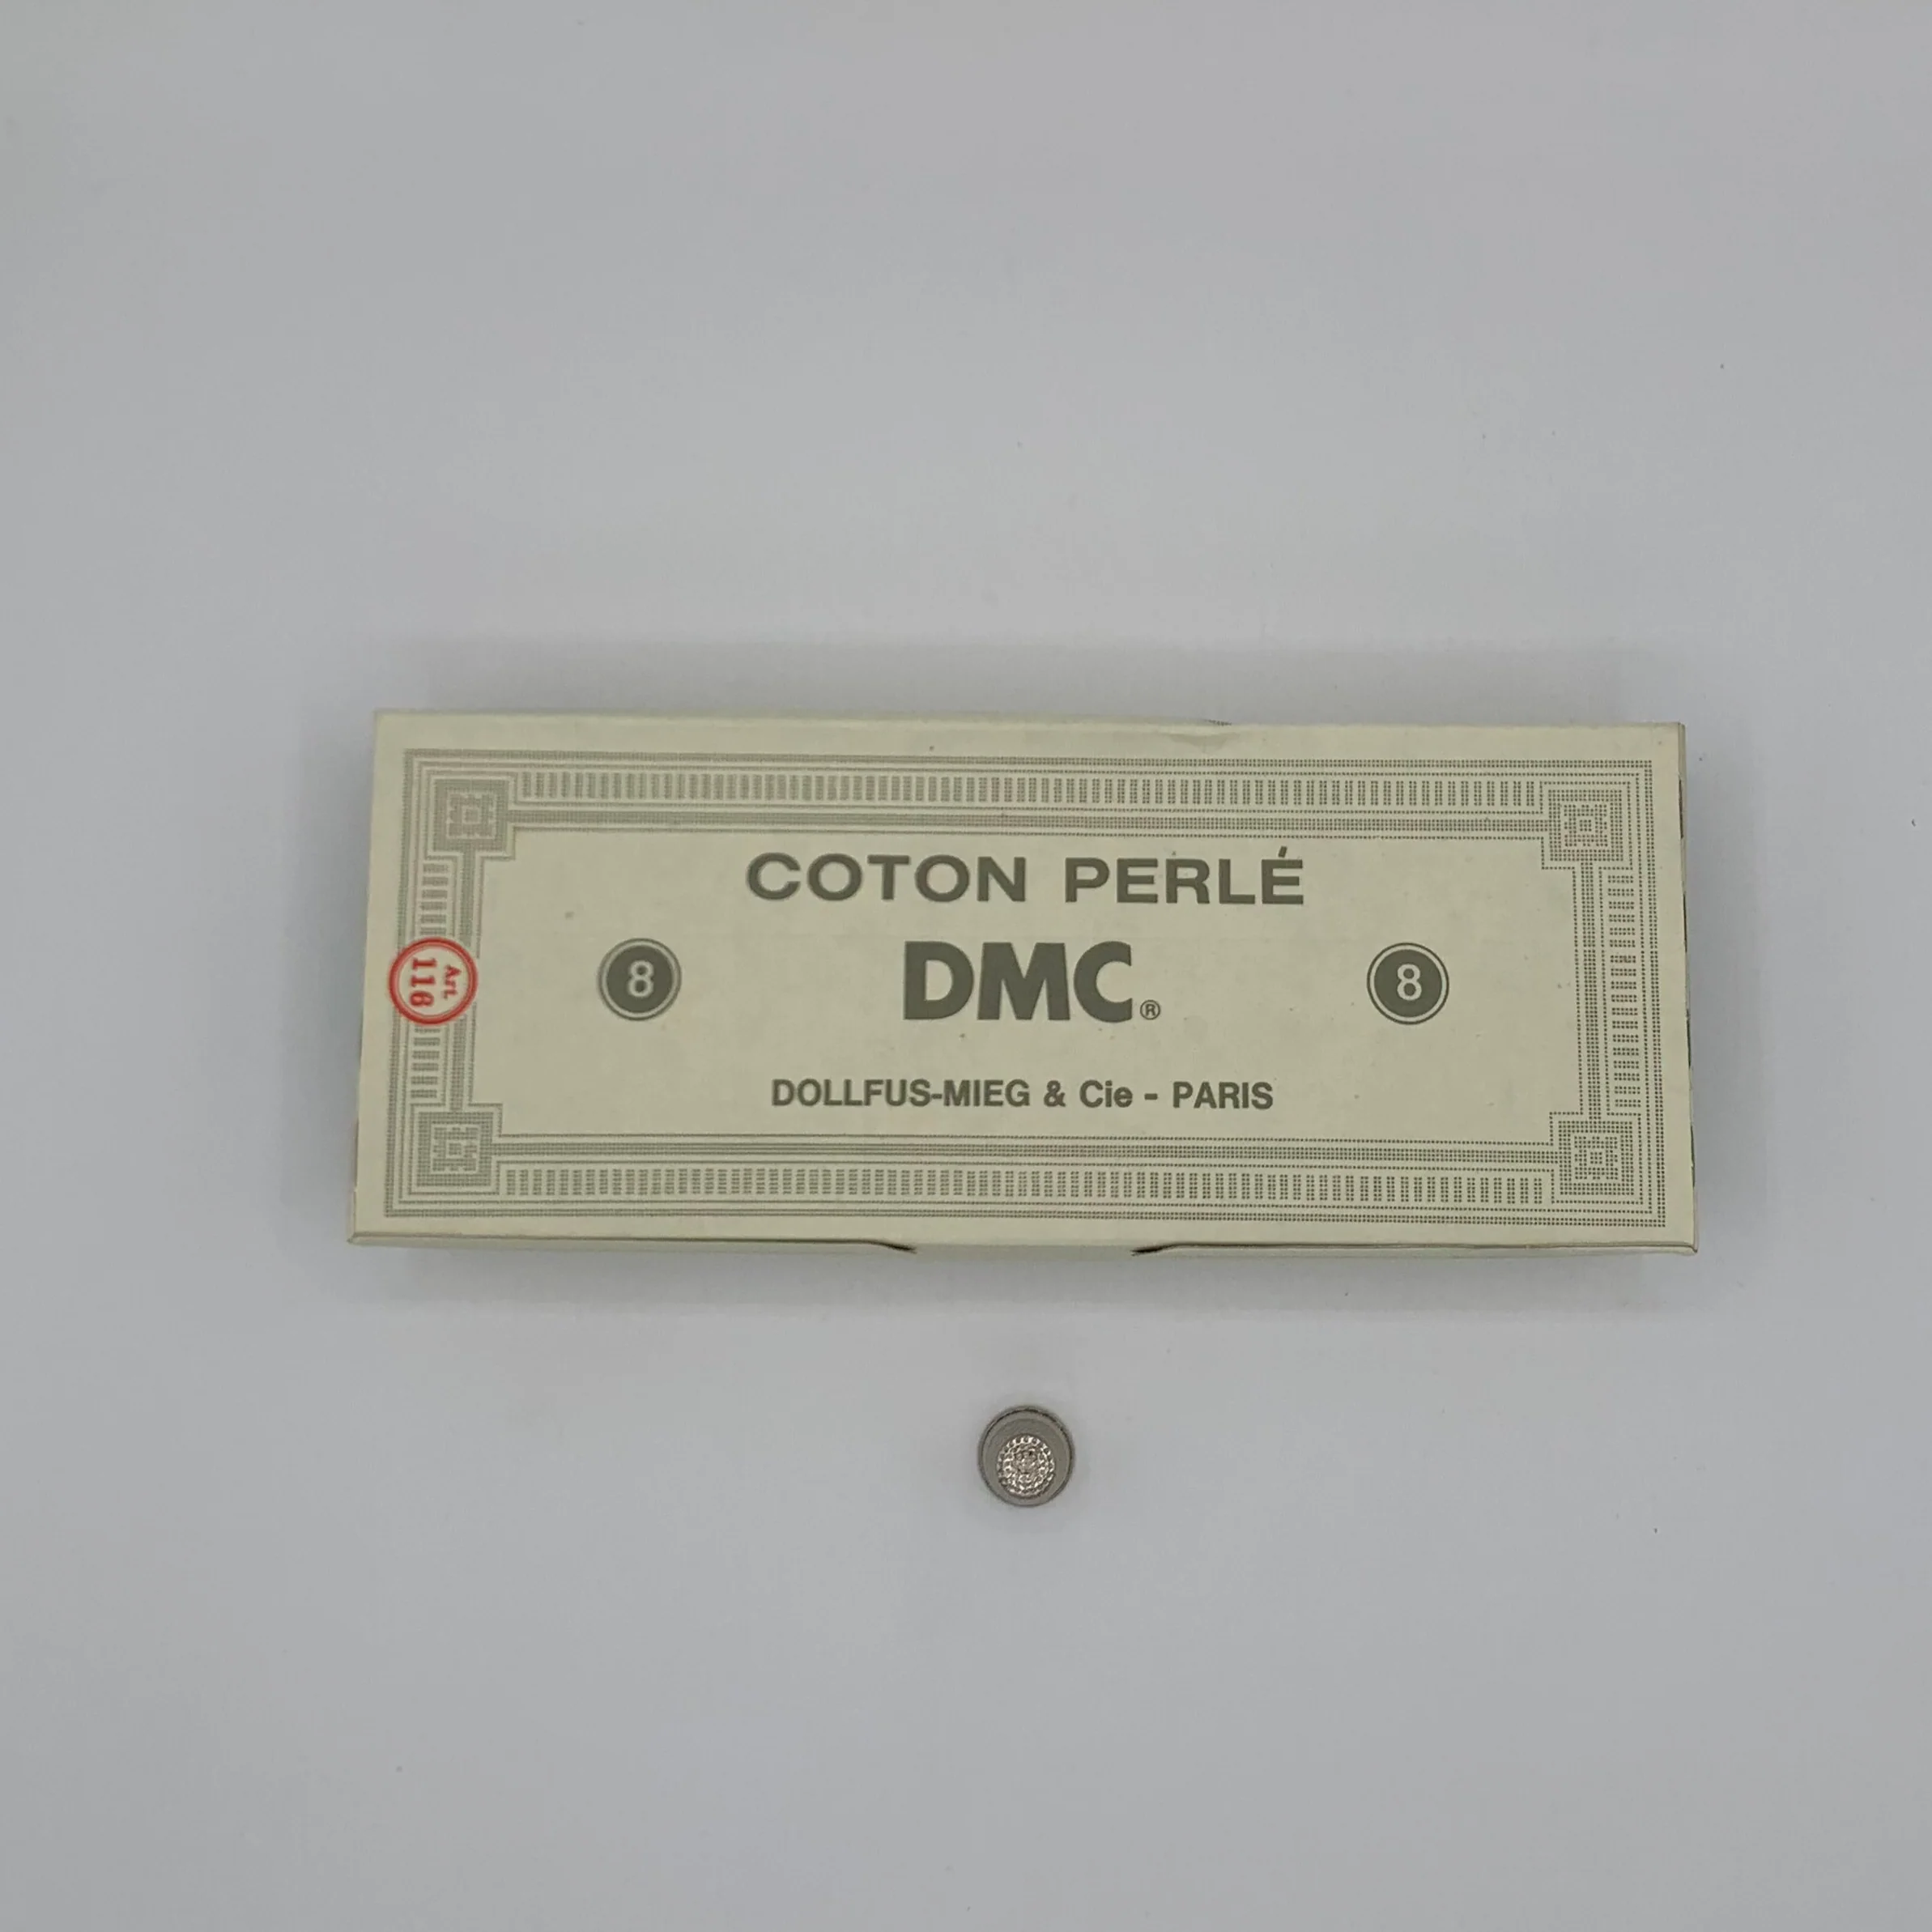 COTON PERLÉ
8 DMC® 8
DOLLFUS-MIEG & Cie - PARIS
Art.
116